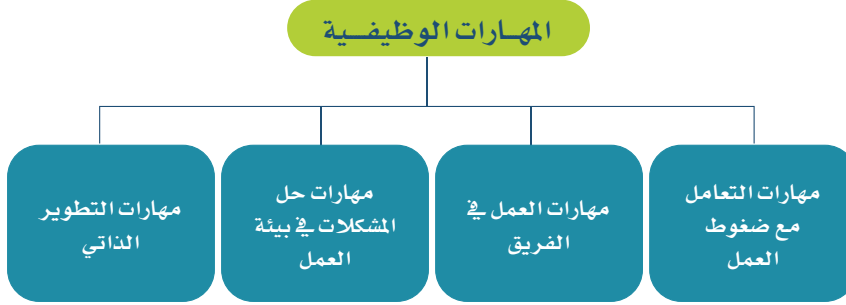 المهارات الوظيفية
مهارات التعامل
مع ضغوط
العمل
مهارات العمل في
الفريق
مهارات حل
المشكلات في بيئة
العمل
مهارات التطوير
الذاتي